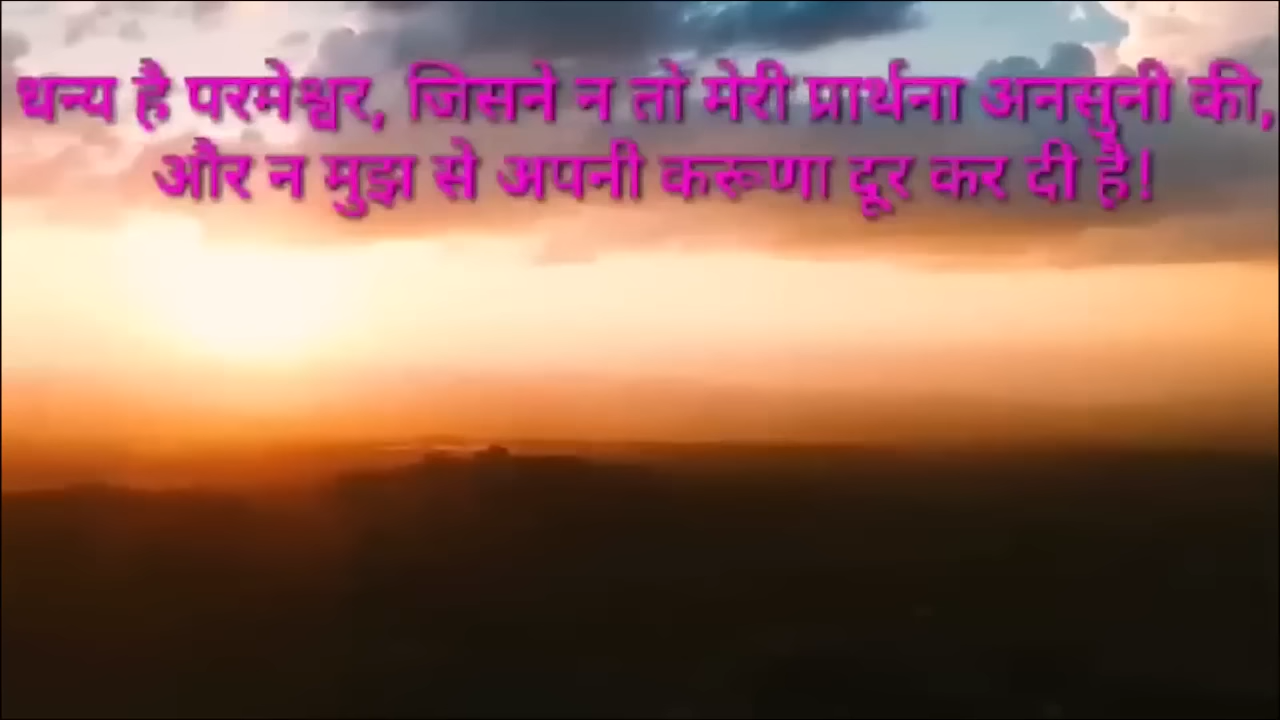 धन्य है परमेश्वर, जिसने न तो मेरी प्रार्थना अनसुनी की,
और न मुझ से अपनी करूणा दूर कर दी है!